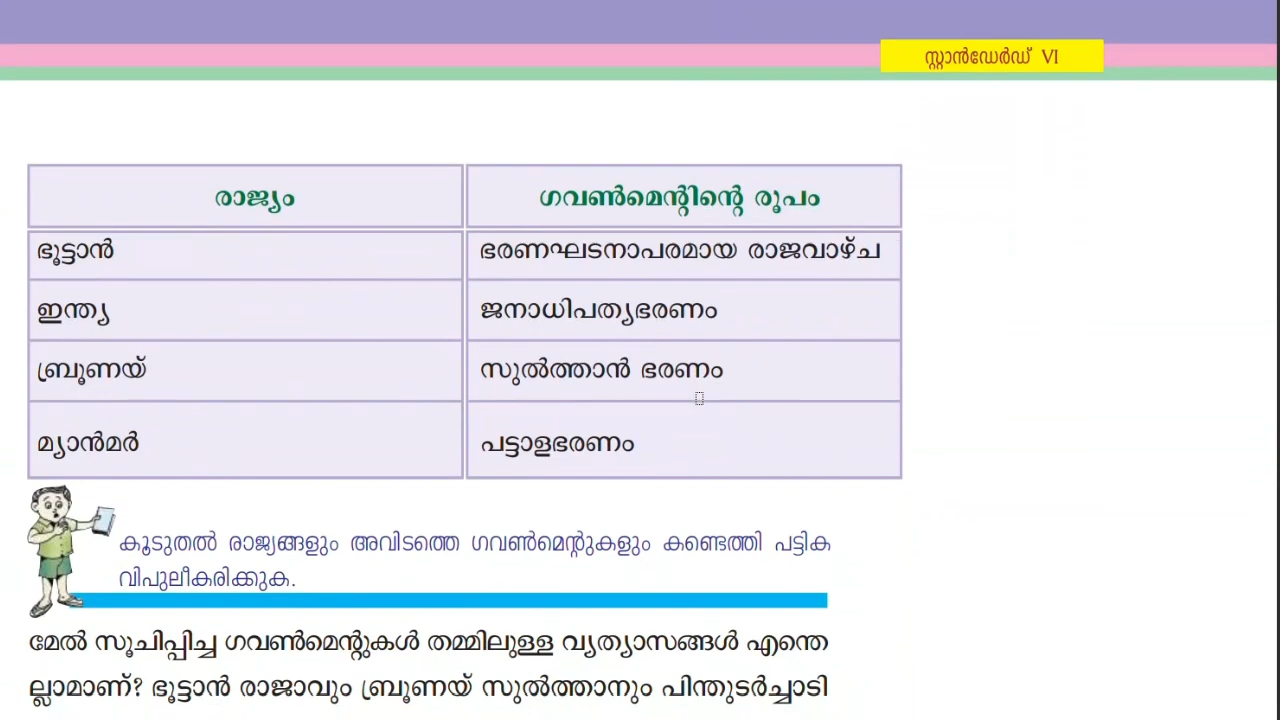 സ്റ്റാൻഡേർഡ് VI
രാജ്യം
ഗവൺമെന്റിന്റെ രൂപം
ഭൂട്ടാൻ
ഭരണഘടനാപരമായ രാജവാഴ്ച
ഇന്ത്യ
ജനാധിപത്യഭരണം
ബ്രൂണയ്
സുൽത്താൻ ഭരണം
മ്യാൻമർ
പട്ടാളഭരണം
കൂടുതൽ രാജ്യങ്ങളും അവിടത്തെ ഗവൺമെന്റുകളും കണ്ടെത്തി പട്ടിക
വിപുലീകരിക്കുക.
മേൽ സൂചിപ്പിച്ച ഗവൺമെന്റുകൾ തമ്മിലുള്ള വ്യത്യാസങ്ങൾ എന്തെ
ല്ലാമാണ്? ഭൂട്ടാൻ രാജാവും ബ്രൂണയ് സുൽത്താനും പിന്തുടർച്ചാടി